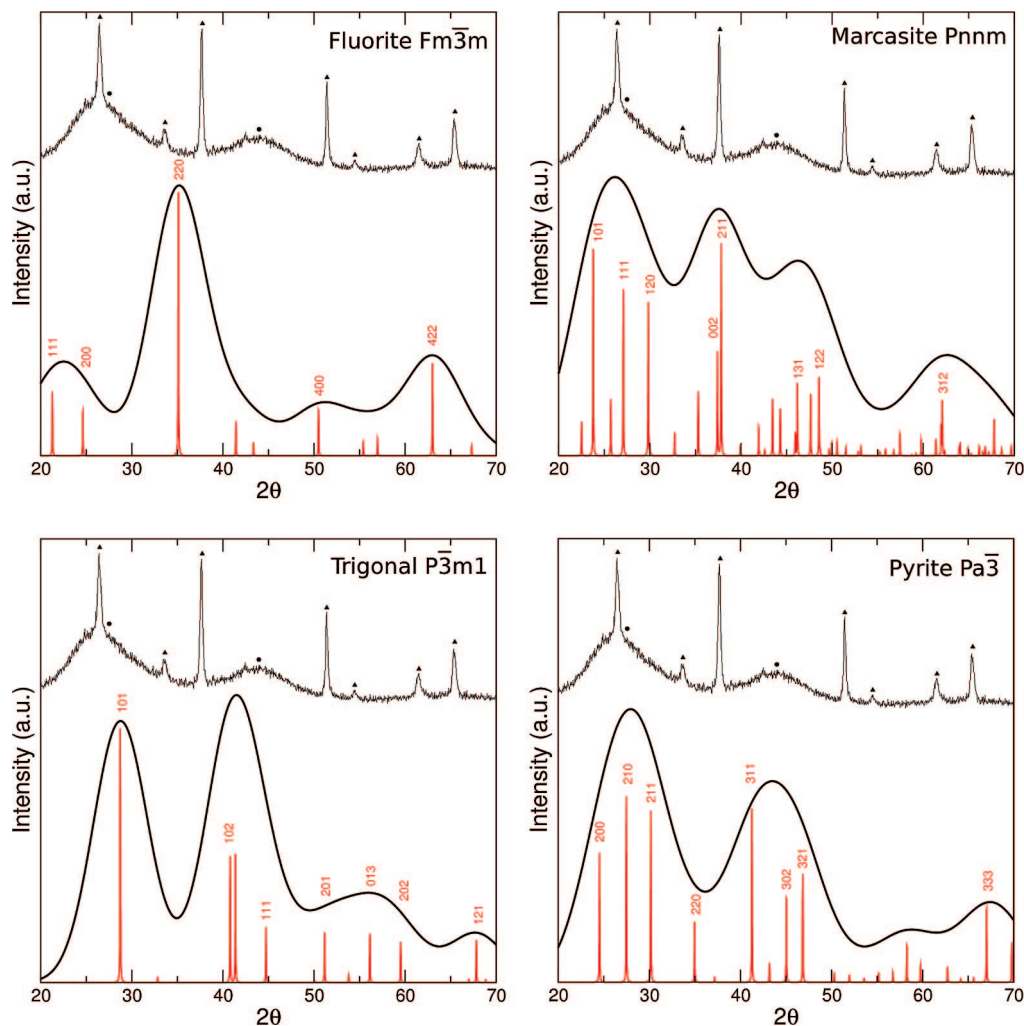 Fluorite Fm3̅m
Intensity (a.u.)
111
200
220
400
422
20 30 40 50 60 70
2θ
Marcasite Pnnm
Intensity (a.u.)
101
111
120
002
211
131
122
312
20 30 40 50 60 70
2θ
Trigonal P3̅m1
Intensity (a.u.)
101
102
111
201
013
202
121
20 30 40 50 60 70
2θ
Pyrite Pa3̅
Intensity (a.u.)
200
210
211
220
311
302
321
333
20 30 40 50 60 70
2θ